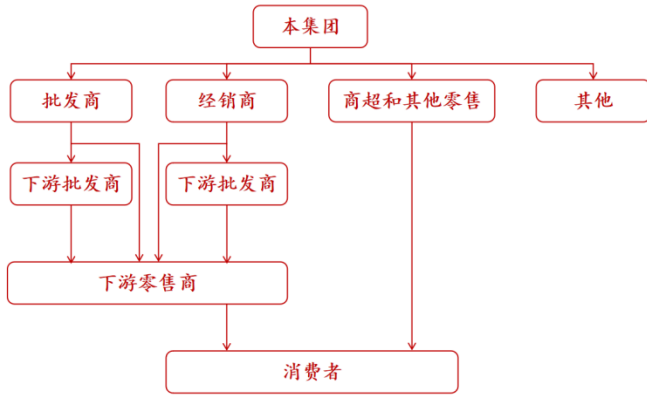 本集团
批发商
经销商
商超和其他零售
其他
下游批发商
下游批发商
下游零售商
消费者